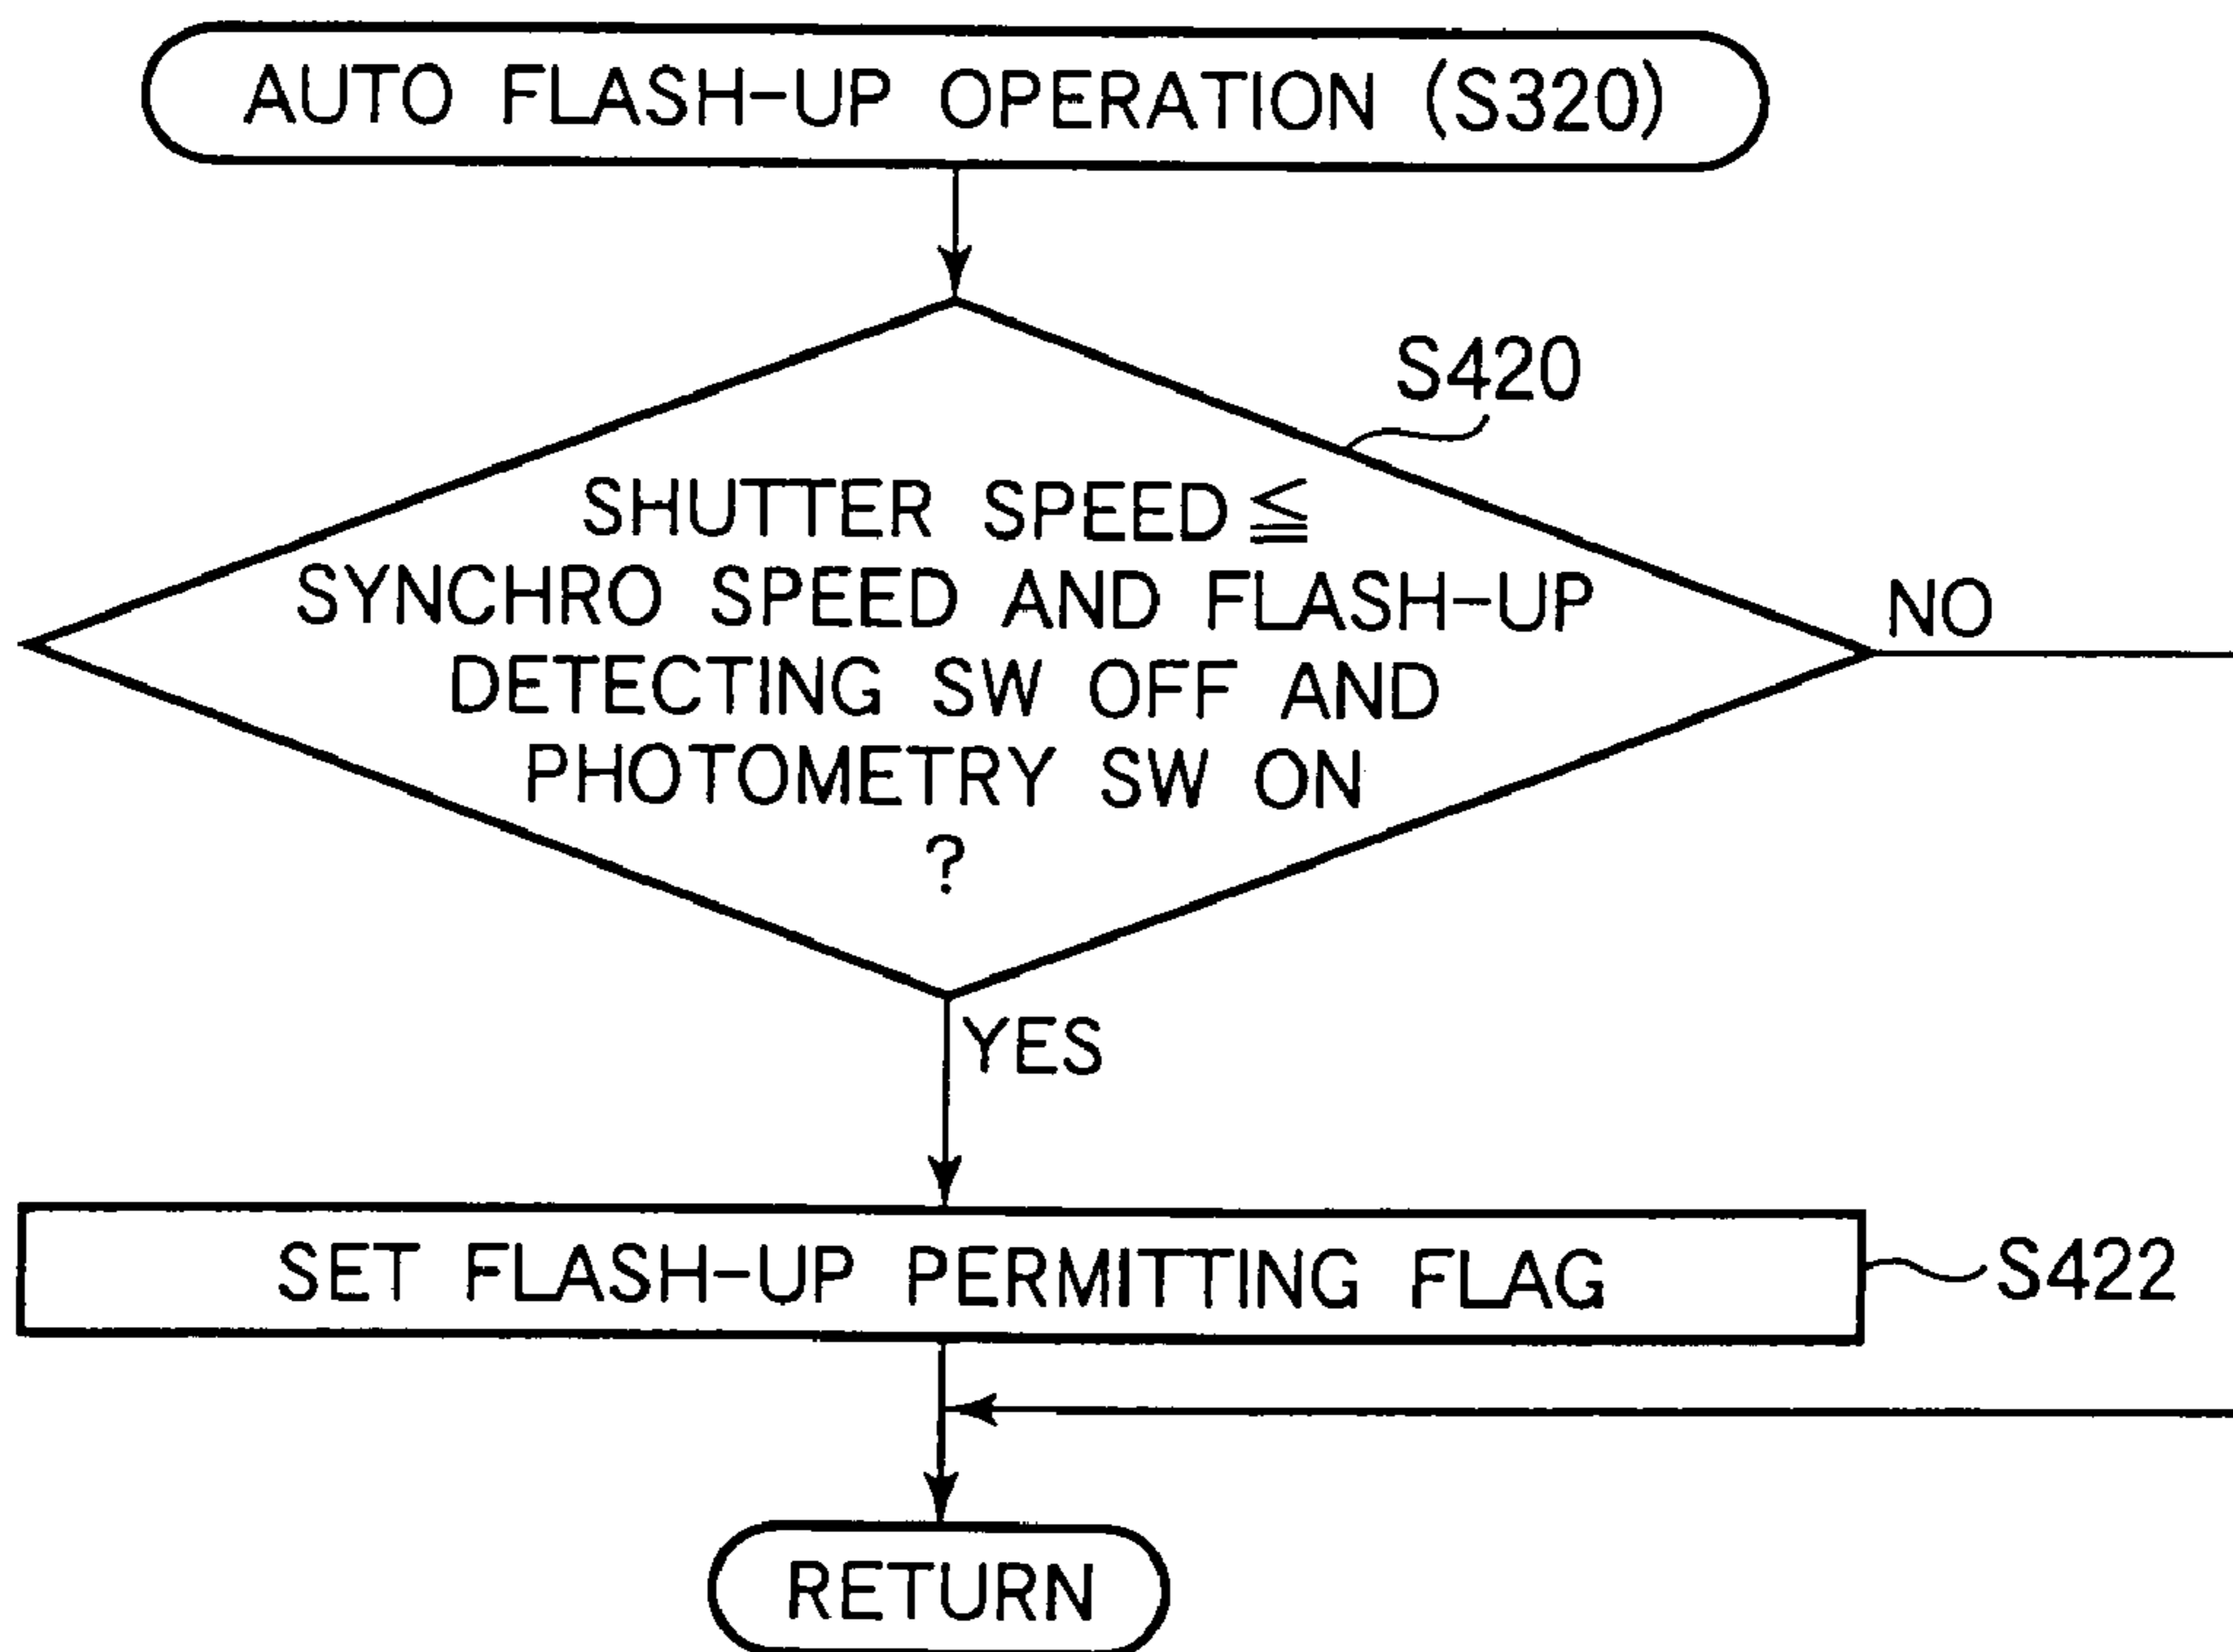 AUTO FLASH-UP OPERATION (S320)
S420
SHUTTER SPEED≦
SYNCHRO SPEED AND FLASH-UP
DETECTING SW OFF AND
PHOTOMETRY SW ON
?
NO
YES
SET FLASH-UP PERMITTING FLAG
S422
RETURN